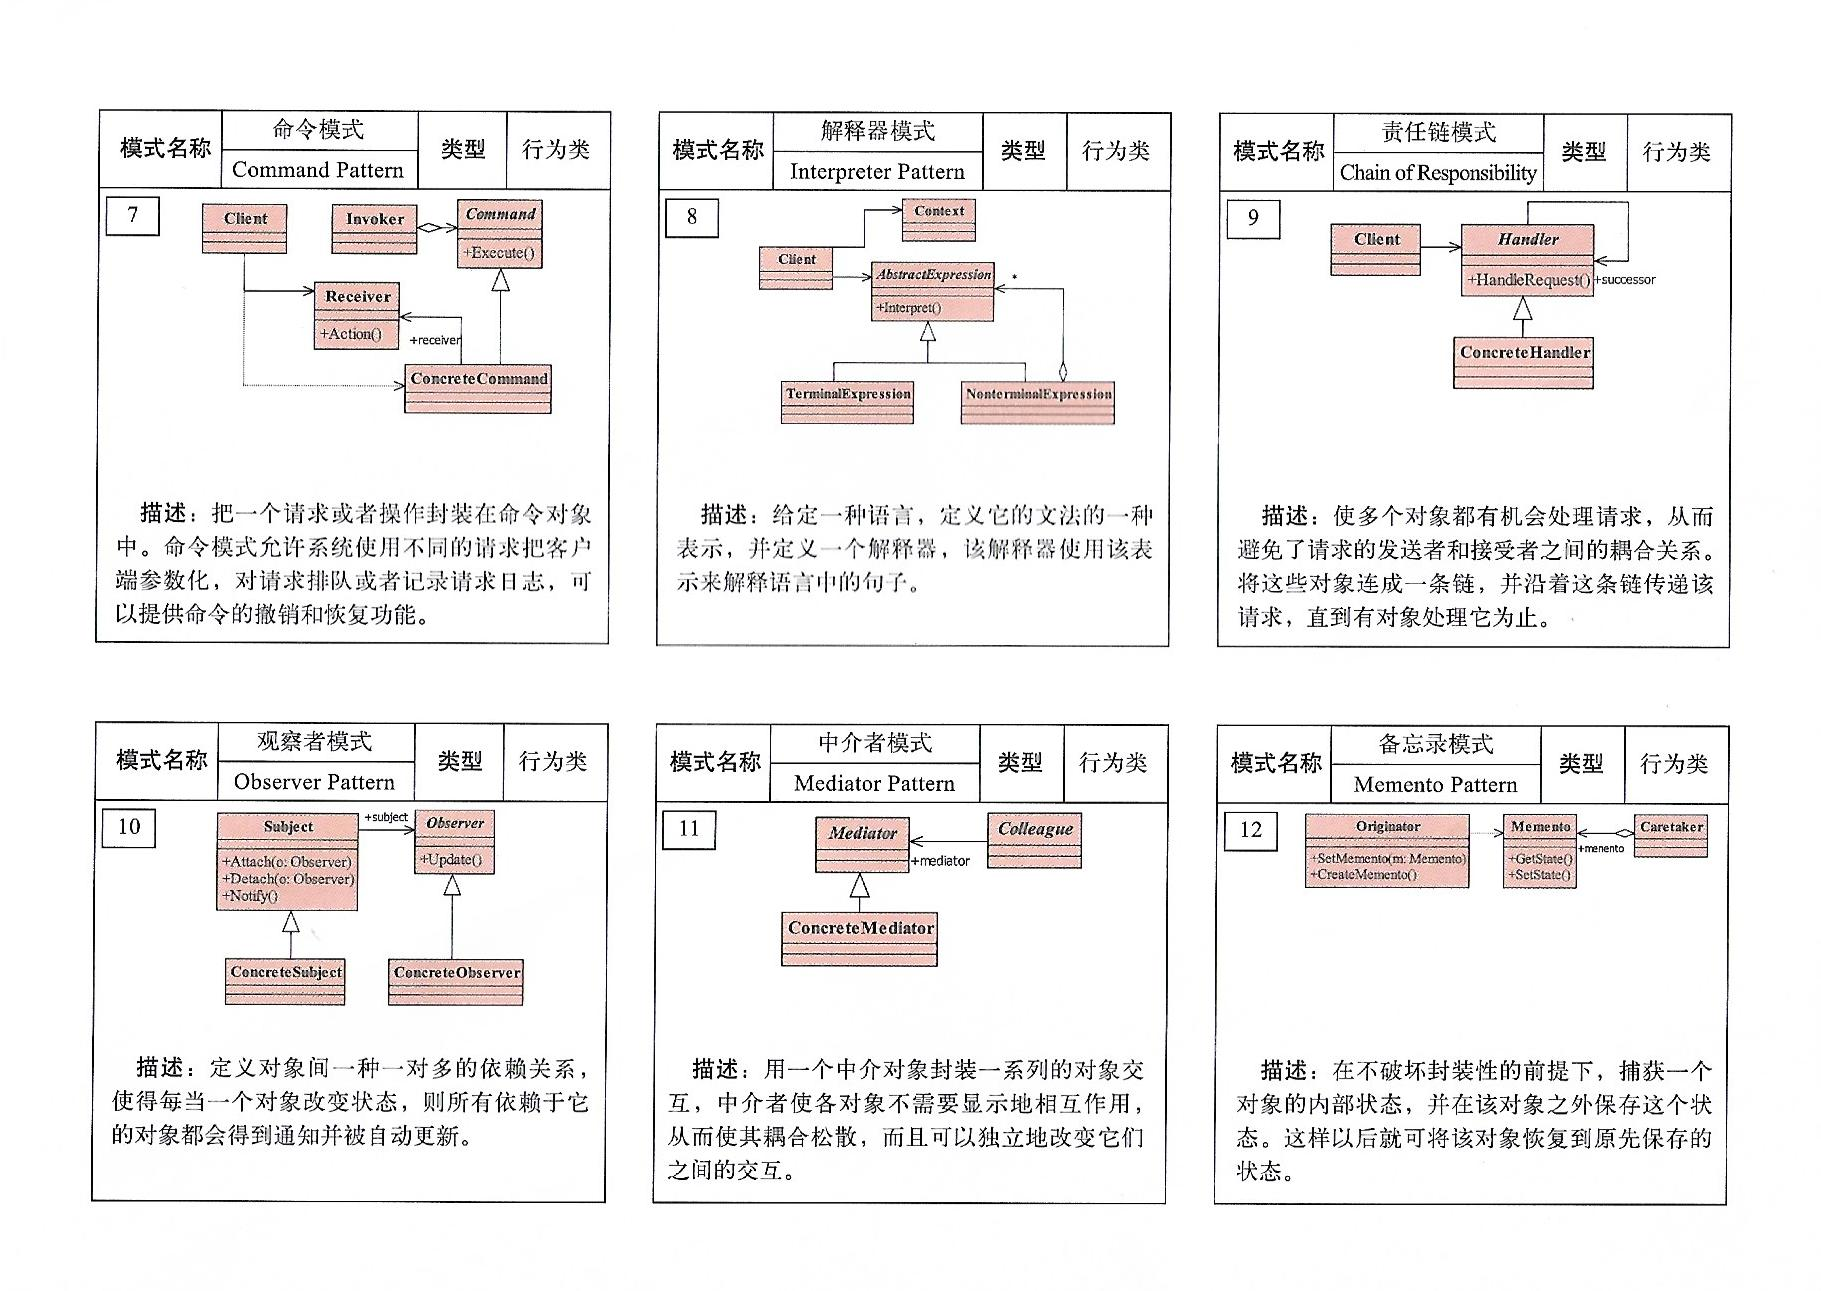 模式名称
命令模式
Command Pattern
类型
行为类
7
Client
Invoker
Command
+Execute()
Receiver
+Action()
+receiver
ConcreteCommand
描述：把一个请求或者操作封装在命令对象
中。命令模式允许系统使用不同的请求把客户
端参数化，对请求排队或者记录请求日志，可
以提供命令的撤销和恢复功能。
模式名称
解释器模式
Interpreter Pattern
类型
行为类
8
Context
Client
AbstractExpression
*
+Interpret()
TerminalExpression
NonterminalExpression
描述：给定一种语言，定义它的文法的一种
表示，并定义一个解释器，该解释器使用该表
示来解释语言中的句子。
模式名称
责任链模式
Chain of Responsibility
类型
行为类
9
Client
Handler
+HandleRequest()
+successor
ConcreteHandler
描述：使多个对象都有机会处理请求，从而
避免了请求的发送者和接受者之间的耦合关系。
将这些对象连成一条链，并沿着这条链传递该
请求，直到有对象处理它为止。
模式名称
观察者模式
Observer Pattern
类型
行为类
10
Subject
+subject
Observer
+Attach(o: Observer)
+Detach(o: Observer)
+Notify()
+Update()
ConcreteSubject
ConcreteObserver
描述：定义对象间一种一对多的依赖关系，
使得每当一个对象改变状态，则所有依赖于它
的对象都会得到通知并被自动更新。
模式名称
中介者模式
Mediator Pattern
类型
行为类
11
Mediator
Colleague
+mediator
ConcreteMediator
描述：用一个中介对象封装一系列的对象交
互，中介者使各对象不需要显示地相互作用，
从而使其耦合松散，而且可以独立地改变它们
之间的交互。
模式名称
备忘录模式
Memento Pattern
类型
行为类
12
Originator
+SetMemento(m: Memento)
+CreateMemento()
Memento
+GetState()
+SetState()
+menento
Caretaker
描述：在不破坏封装性的前提下，捕获一个
对象的内部状态，并在该对象之外保存这个状
态。这样以后就可将该对象恢复到原先保存的
状态。